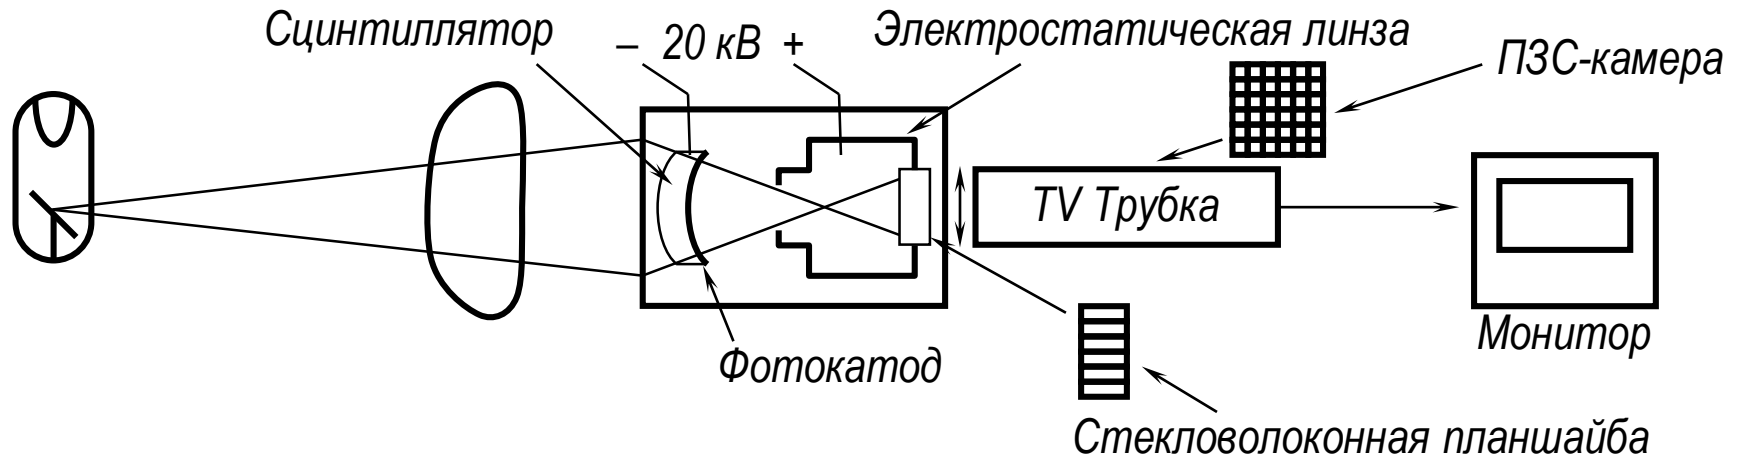 Сцинтиллятор
– 20 кВ +
Электростатическая линза
ПЗС-камера
TV Трубка
Монитор
Фотокатод
Стекловолоконная планшайба